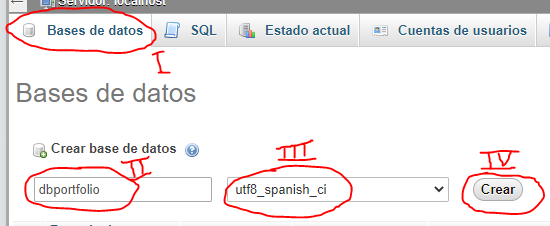 Servidor: localhost
Bases de datos SQL Estado actual Cuentas de usuarios
I
Bases de datos
Crear base de datos
II III IV
dbportfolio utf8_spanish_ci Crear